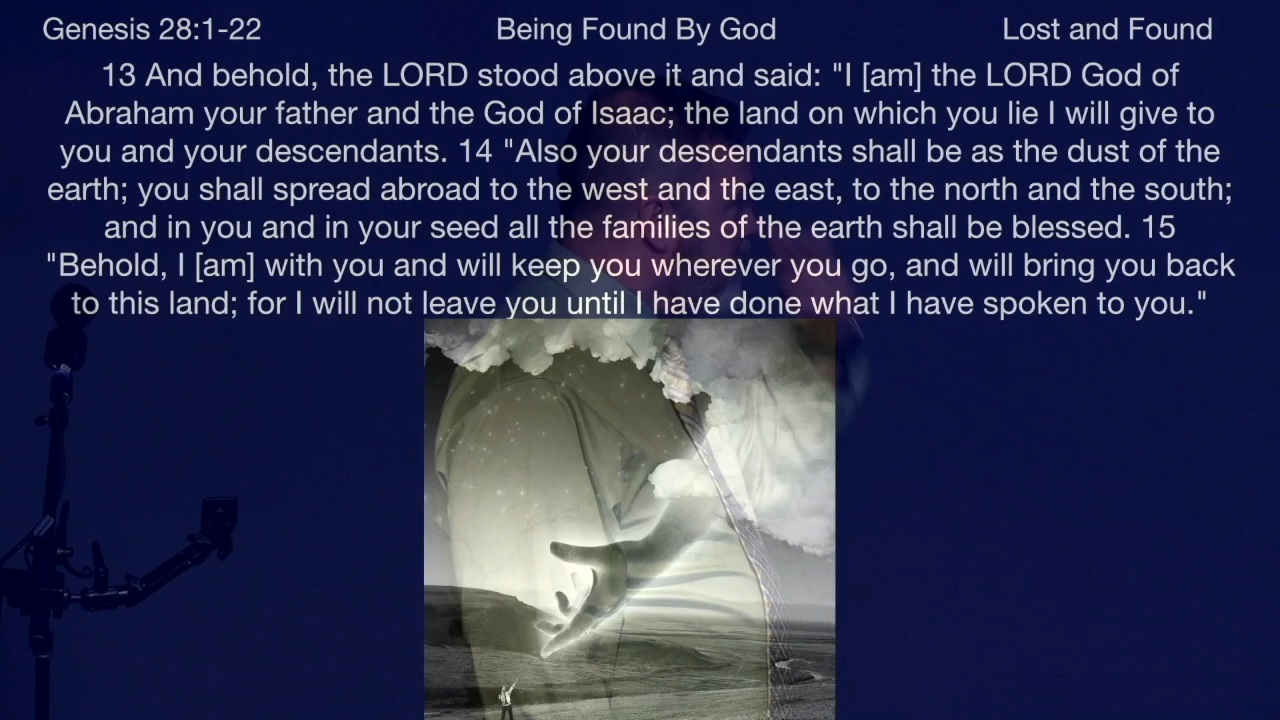 Genesis 28:1-22 Being Found By God Lost and Found
13 And behold, the LORD stood above it and said: "I [am] the LORD God of
Abraham your father and the God of Isaac; the land on which you lie I will give to
you and your descendants. 14 "Also your descendants shall be as the dust of the
earth; you shall spread abroad to the west and the east, to the north and the south;
and in you and in your seed all the families of the earth shall be blessed. 15
"Behold, I [am] with you and will keep you wherever you go, and will bring you back
to this land; for I will not leave you until I have done what I have spoken to you."